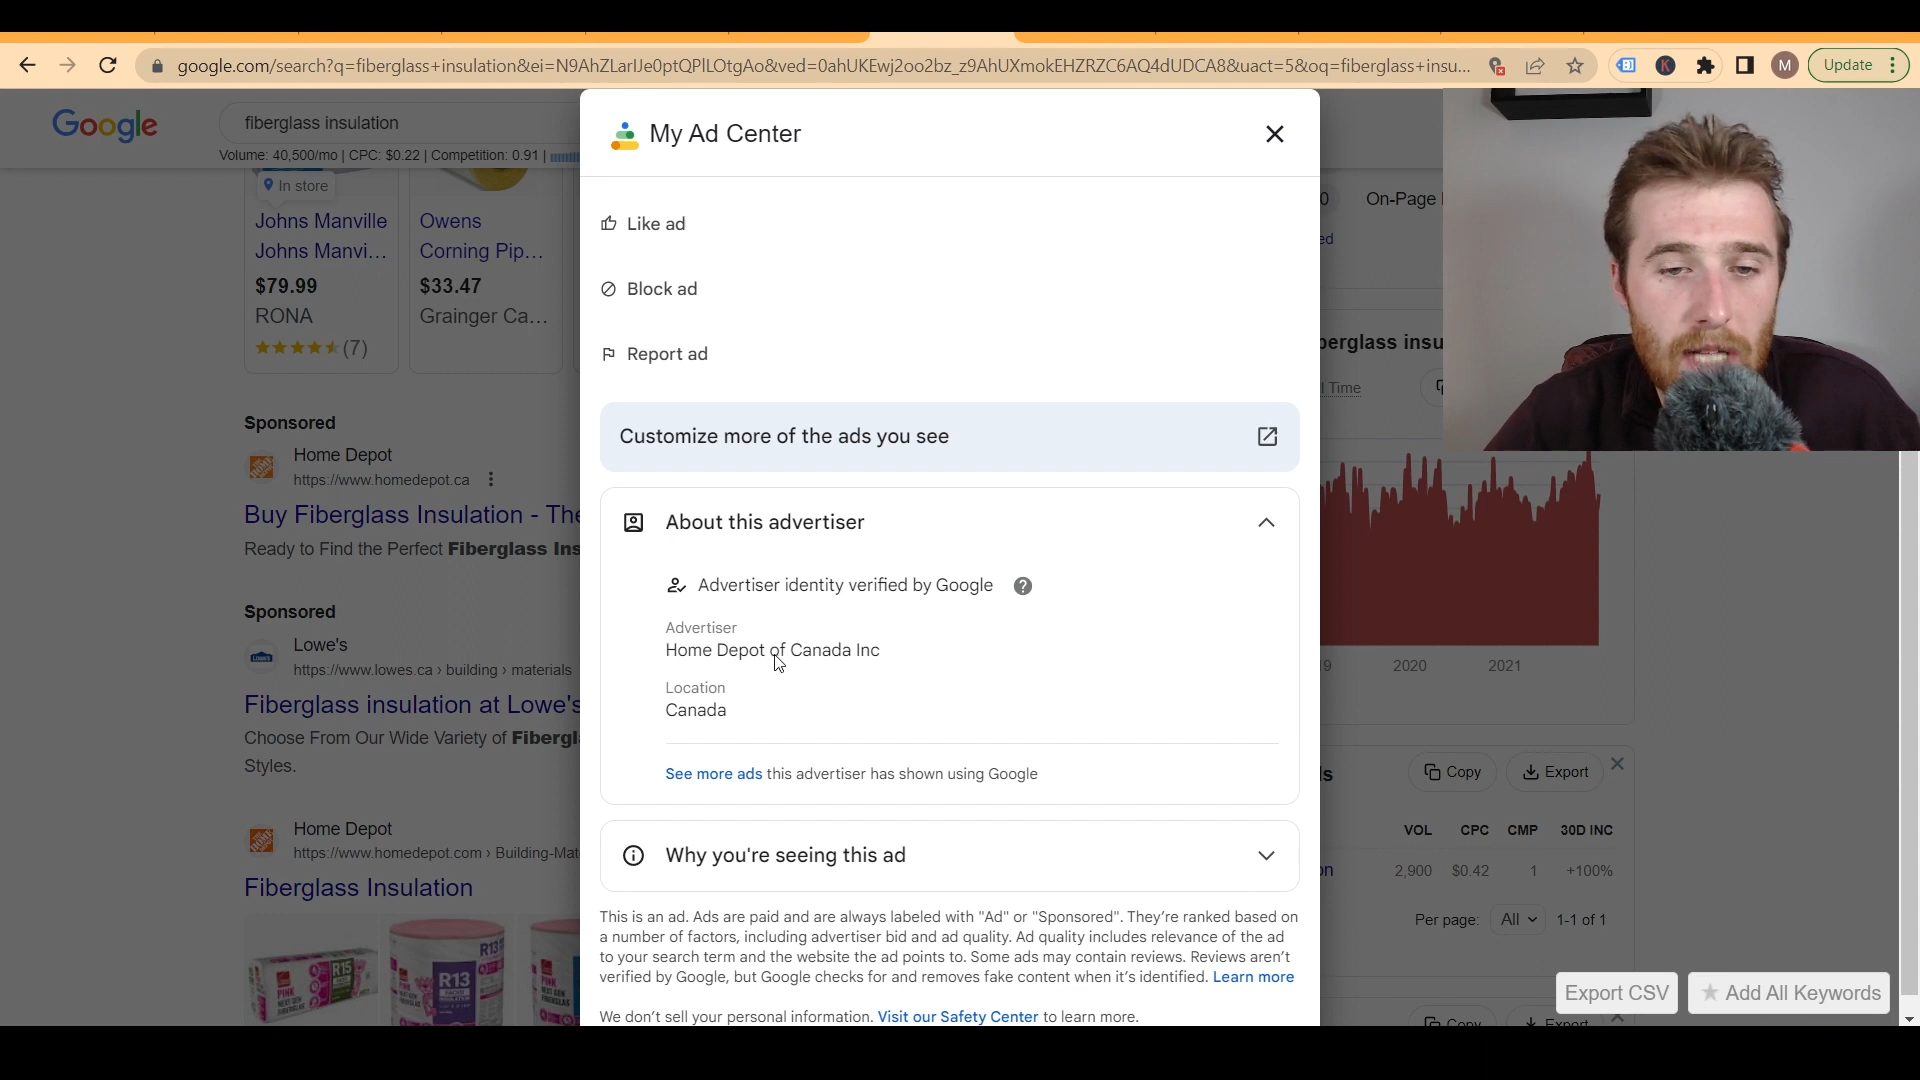 google.com/search?q=fiberglass+insulation&ei=N9AhZLarIJe0ptQPlLOtgAo&ved=0ahUKEwj2oo2bz_z9AhUXmokEHZRZC6AQ4dUDCA8&uact=5&oq=fiberglass+insu...
M
Update
Google
fiberglass insulation
Volume: 40,500/mo | CPC: $0.22 | Competition: 0.91 |
My Ad Center
In store
Johns Manville
Johns Manvi...
$79.99
RONA
(7)
Owens
Corning Pip...
$33.47
Grainger Ca...
Like ad
Block ad
Report ad
Customize more of the ads you see
Sponsored
Home Depot
https://www.homedepot.ca
Buy Fiberglass Insulation - The
Ready to Find the Perfect Fiberglass Ins
Sponsored
Lowe's
LOWE'S
https://www.lowes.ca › building › materials
Fiberglass insulation at Lowe's
Choose From Our Wide Variety of Fibergl
Styles.
Home Depot
https://www.homedepot.com › Building-Mat
Fiberglass Insulation
R15
R13
R13
About this advertiser
Advertiser identity verified by Google
Advertiser
Home Depot of Canada Inc
Location
Canada
See more ads this advertiser has shown using Google
Why you're seeing this ad
This is an ad. Ads are paid and are always labeled with "Ad" or "Sponsored". They're ranked based on
a number of factors, including advertiser bid and ad quality. Ad quality includes relevance of the ad
to your search term and the website the ad points to. Some ads may contain reviews. Reviews aren't
verified by Google, but Google checks for and removes fake content when it's identified. Learn more
We don't sell your personal information. Visit our Safety Center to learn more.
0 On-Page
ed
berglass insu
l Time
9 2020 2021
ds
Copy
Export
VOL CPC CMP 30D INC
on 2,900 $0.42 1 +100%
Per page: All 1-1 of 1
Export CSV
Add All Keywords
Copy
Export